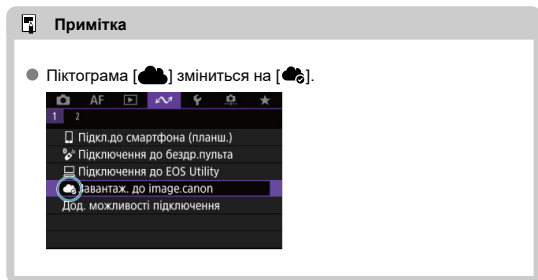 Примітка
Піктограма [] зміниться на [].
AF
1 2
Підкл.до смартфона (планш.)
Підключення до бездр.пульта
Підключення до EOS Utility
Завантаж. до image.canon
Дод. можливості підключення